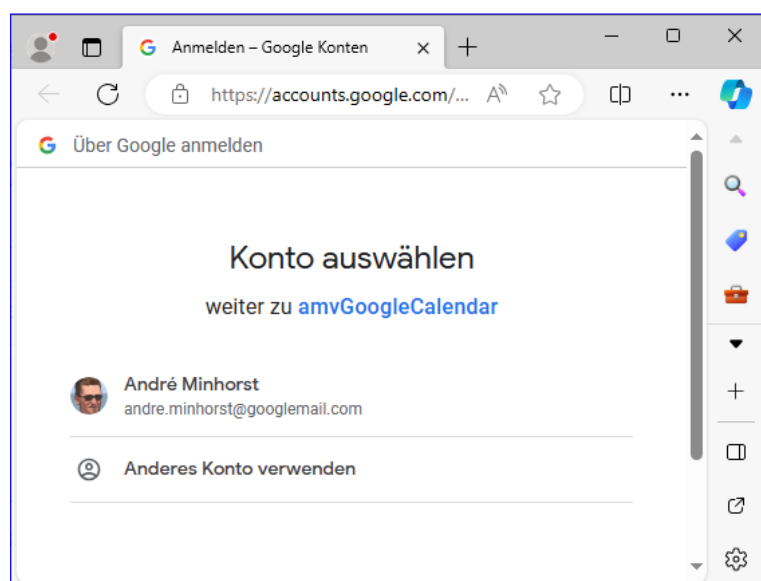 Anmelden – Google Konten
https://accounts.google.com/...
Über Google anmelden
Konto auswählen
weiter zu amvGoogleCalendar
André Minhorst
andre.minhorst@googlemail.com
Anderes Konto verwenden